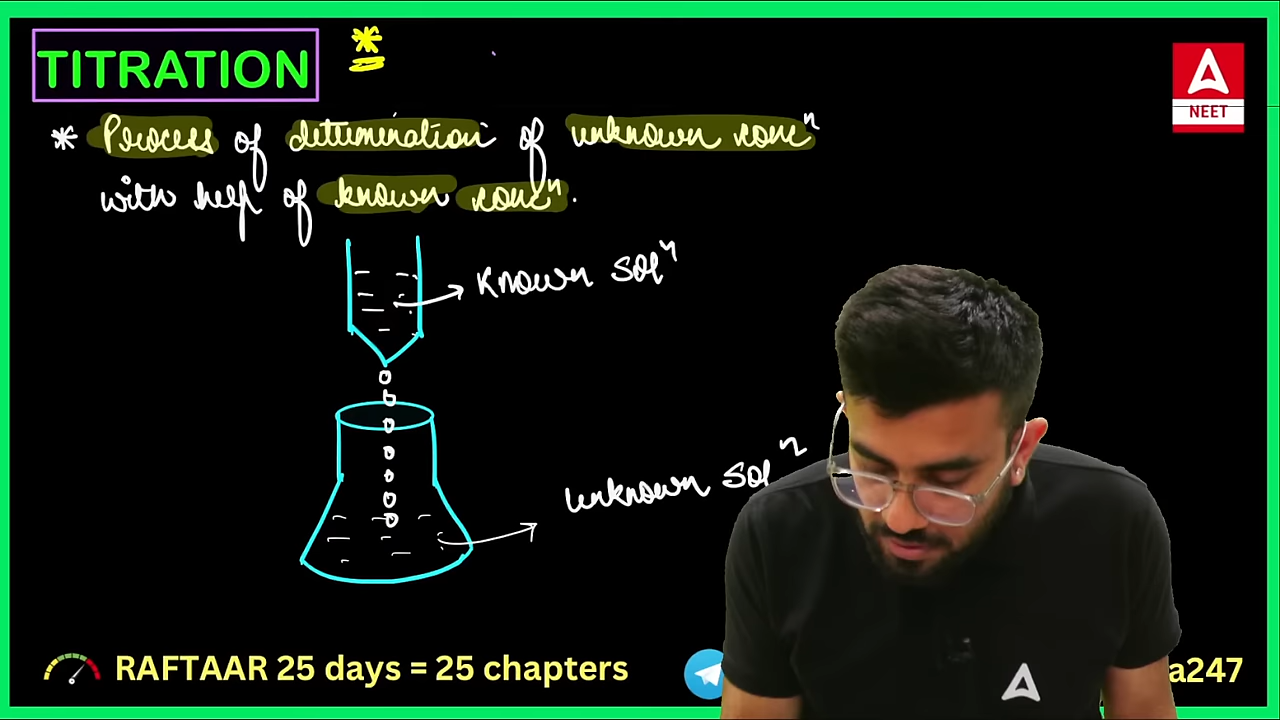 TITRATION *
NEET
* Process of determination of unknown concⁿ
with help of known concⁿ.
Known Solⁿ
unknown Solⁿ
RAFTAAR 25 days = 25 chapters
a247